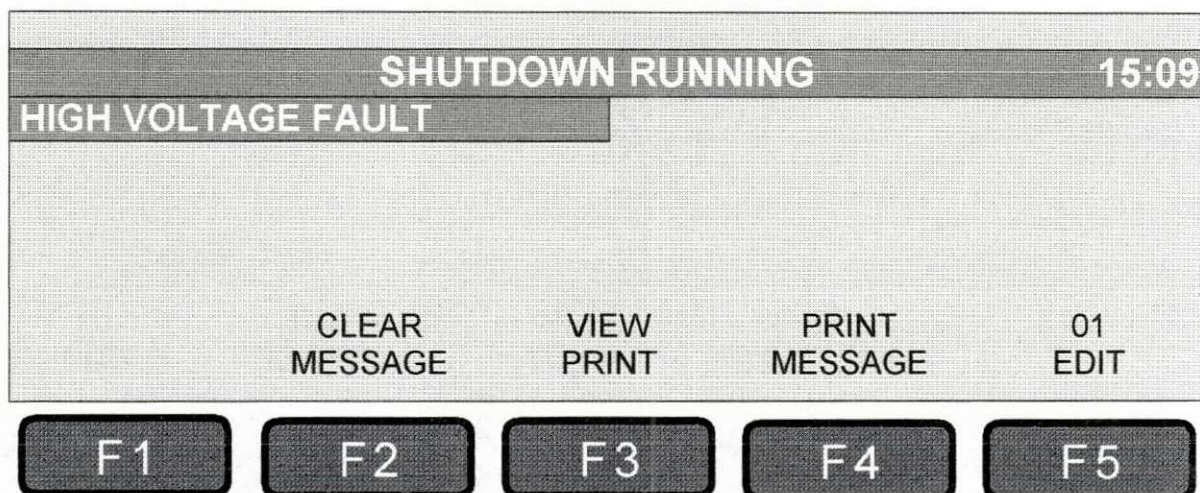 SHUTDOWN RUNNING 15:09
HIGH VOLTAGE FAULT
CLEAR MESSAGE
VIEW PRINT
PRINT MESSAGE
01 EDIT
F1 F2 F3 F4 F5